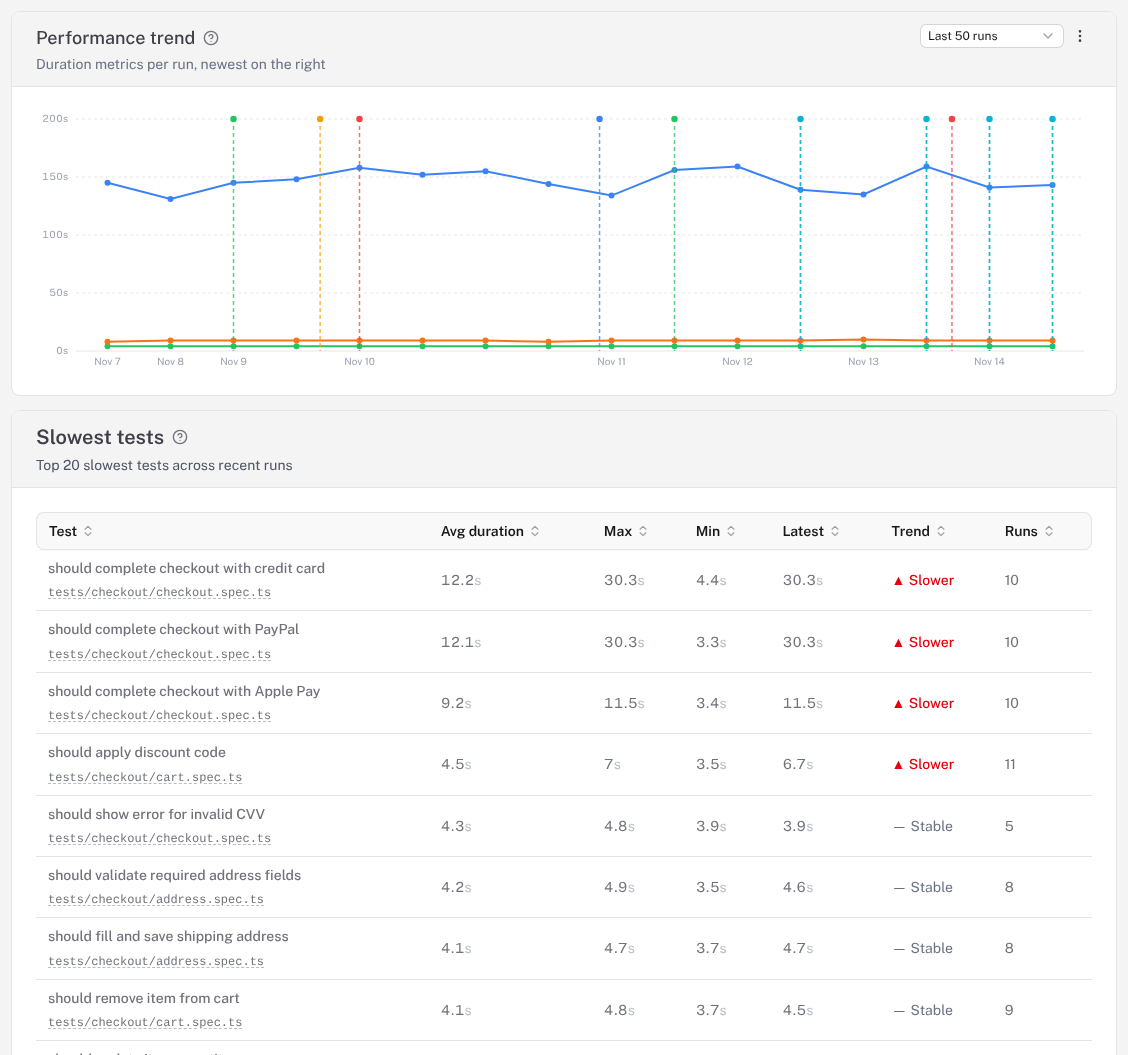 Performance trend
Last 50 runs
Duration metrics per run, newest on the right
200s
150s
100s
50s
0s
Nov 7 Nov 8 Nov 9 Nov 10 Nov 11 Nov 12 Nov 13 Nov 14
Slowest tests
Top 20 slowest tests across recent runs
Test Avg duration Max Min Latest Trend Runs
should complete checkout with credit card
tests/checkout/checkout.spec.ts
12.2s 30.3s 4.4s 30.3s ▲ Slower 10
should complete checkout with PayPal
tests/checkout/checkout.spec.ts
12.1s 30.3s 3.3s 30.3s ▲ Slower 10
should complete checkout with Apple Pay
tests/checkout/checkout.spec.ts
9.2s 11.5s 3.4s 11.5s ▲ Slower 10
should apply discount code
tests/checkout/cart.spec.ts
4.5s 7s 3.5s 6.7s ▲ Slower 11
should show error for invalid CVV
tests/checkout/checkout.spec.ts
4.3s 4.8s 3.9s 3.9s — Stable 5
should validate required address fields
tests/checkout/address.spec.ts
4.2s 4.9s 3.5s 4.6s — Stable 8
should fill and save shipping address
tests/checkout/address.spec.ts
4.1s 4.7s 3.7s 4.7s — Stable 8
should remove item from cart
tests/checkout/cart.spec.ts
4.1s 4.8s 3.7s 4.5s — Stable 9